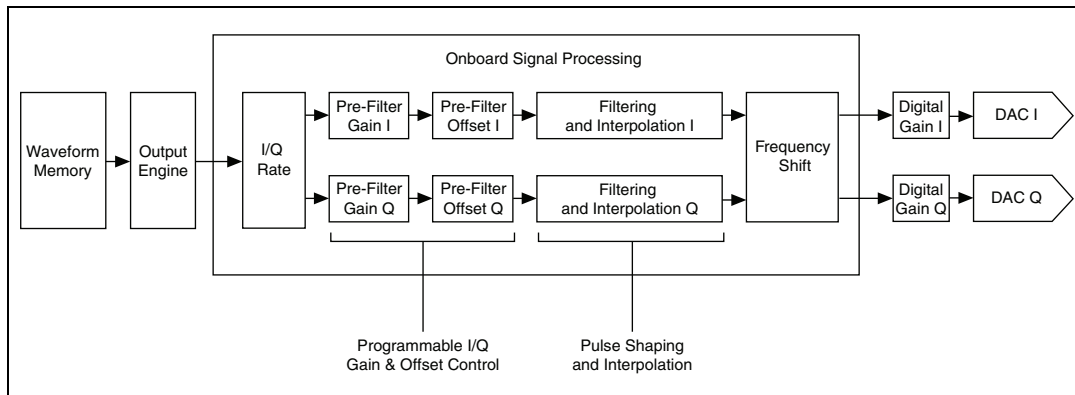 Onboard Signal Processing
Waveform
Memory
Output
Engine
I/Q
Rate
Pre-Filter
Gain I
Pre-Filter
Offset I
Filtering
and Interpolation I
Pre-Filter
Gain Q
Pre-Filter
Offset Q
Filtering
and Interpolation Q
Frequency
Shift
Digital
Gain I
DAC I
Digital
Gain Q
DAC Q
Programmable I/Q
Gain & Offset Control
Pulse Shaping
and Interpolation